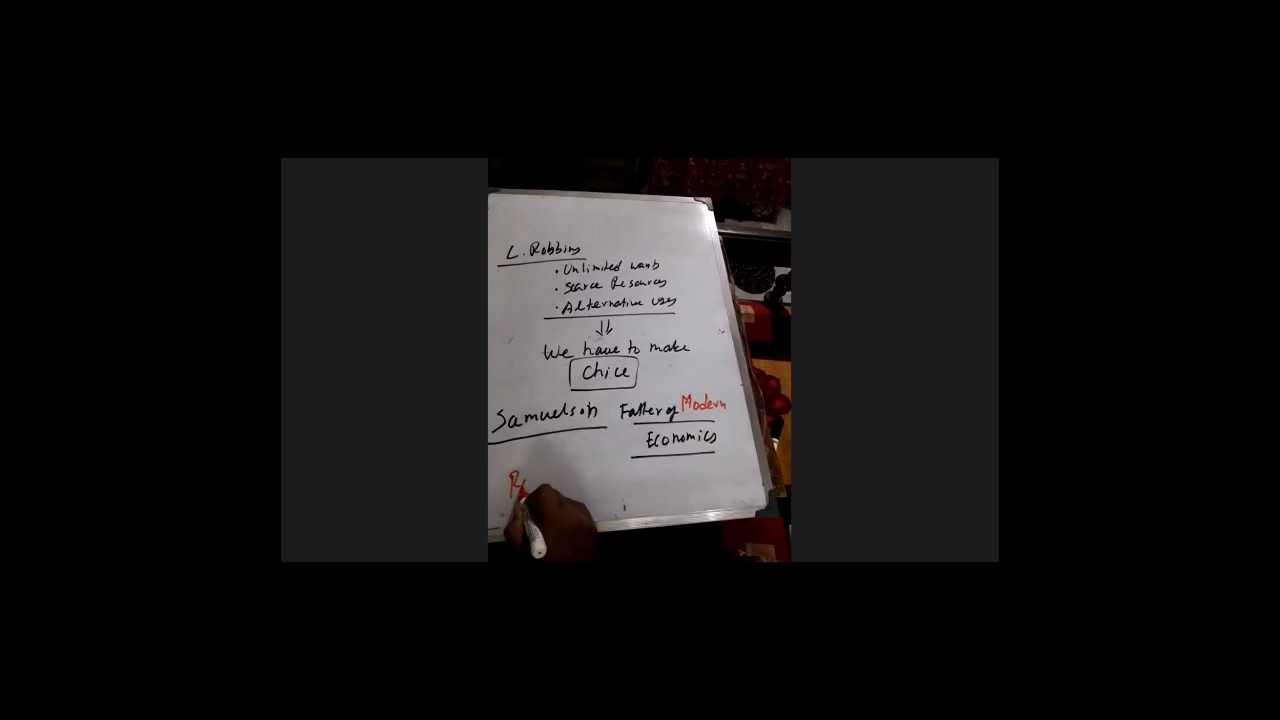 L. Robbins
• Unlimited wants
• Scarce Resources
• Alternative uses
⇓
We have to make
Chice
Samuelson Father of Modern
Economics